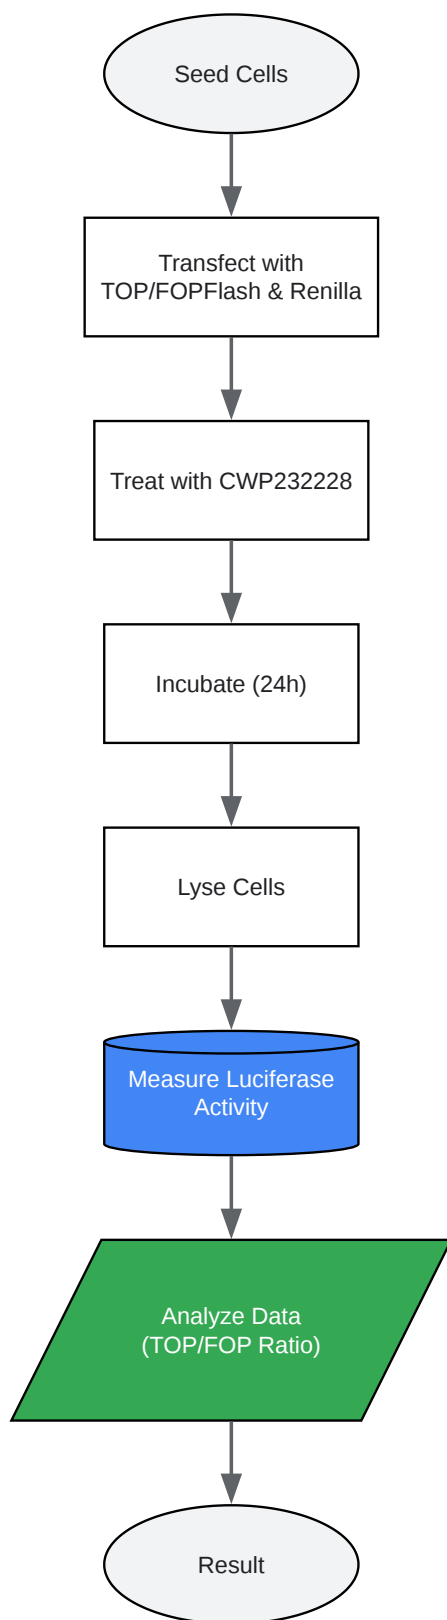 Seed Cells
Transfect with
TOP/FOPFlash & Renilla
Treat with CWP232228
Incubate (24h)
Lyse Cells
Measure Luciferase
Activity
Analyze Data
(TOP/FOP Ratio)
Result